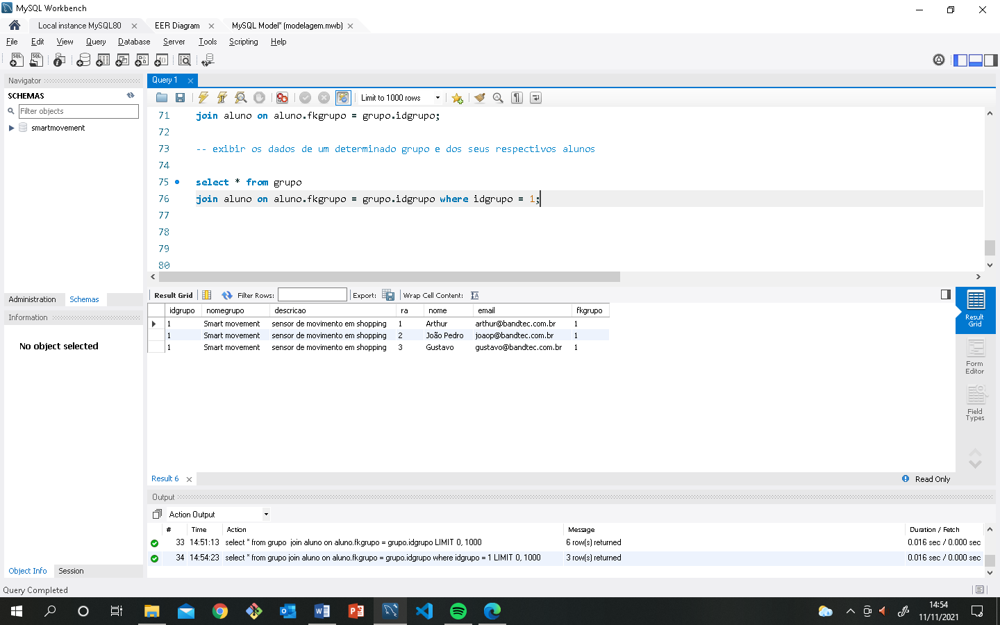 MySQL Workbench
Local instance MySQL80 EER Diagram MySQL Model* (modelagem.mwb)
File Edit View Query Database Server Tools Scripting Help
Navigator
SCHEMAS
Filter objects
smartmovement
Administration Schemas
Information
No object selected
Object Info Session
Query 1
Limit to 1000 rows
71 join aluno on aluno.fkgrupo = grupo.idgrupo;
72
73 -- exibir os dados de um determinado grupo e dos seus respectivos alunos
74
75 select * from grupo
76 join aluno on aluno.fkgrupo = grupo.idgrupo where idgrupo = 1;
77
78
79
80
Result Grid Filter Rows: Export: Wrap Cell Content:
idgrupo nomegrupo descricao ra nome email fkgrupo
1 Smart movement sensor de movimento em shopping 1 Arthur arthur@bandtec.com.br 1
1 Smart movement sensor de movimento em shopping 2 João Pedro joaop@bandtec.com.br 1
1 Smart movement sensor de movimento em shopping 3 Gustavo gustavo@bandtec.com.br 1
Result
Grid
Form
Editor
Field
Types
Result 6 Read Only
Output
Action Output
# Time Action Message Duration / Fetch
33 14:51:13 select * from grupo  join aluno on aluno.fkgrupo = grupo.idgrupo LIMIT 0, 1000 6 row(s) returned 0.016 sec / 0.000 sec
34 14:54:23 select * from grupo join aluno on aluno.fkgrupo = grupo.idgrupo where idgrupo = 1 LIMIT 0, 1000 3 row(s) returned 0.016 sec / 0.000 sec
Query Completed
14:54
11/11/2021